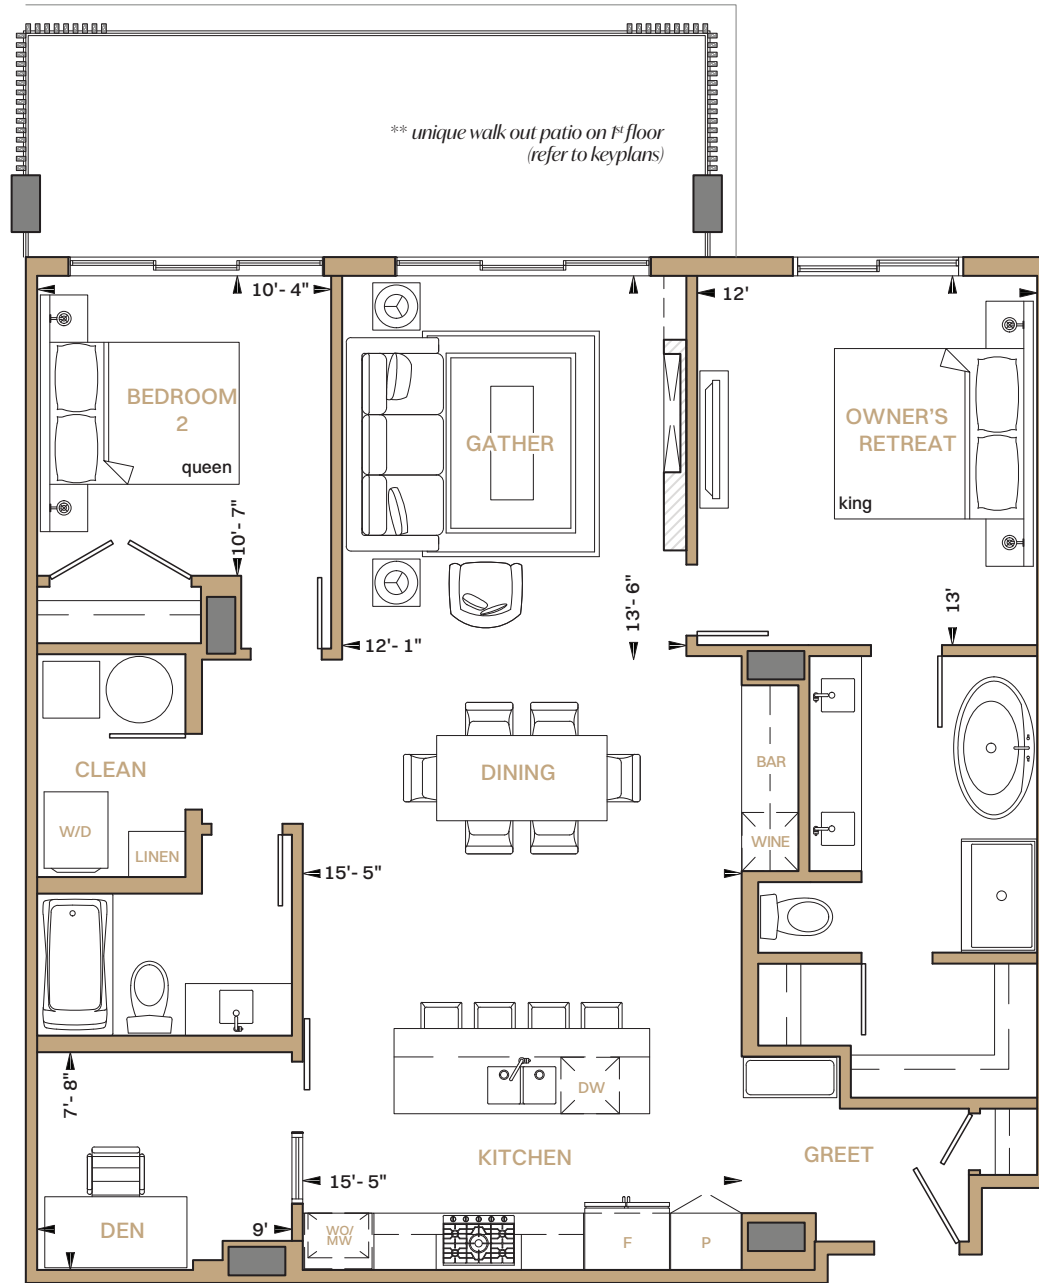 ** unique walk out patio on 1st floor
(refer to keyplans)
10'- 4"
12'
BEDROOM
2
queen
GATHER
OWNER'S
RETREAT
king
10'- 7"
12'- 1"
13'- 6"
13'
CLEAN
W/D
LINEN
DINING
BAR
WINE
15'- 5"
7'- 8"
DW
KITCHEN
GREET
15'- 5"
DEN
9'
WO/
MW
F
P